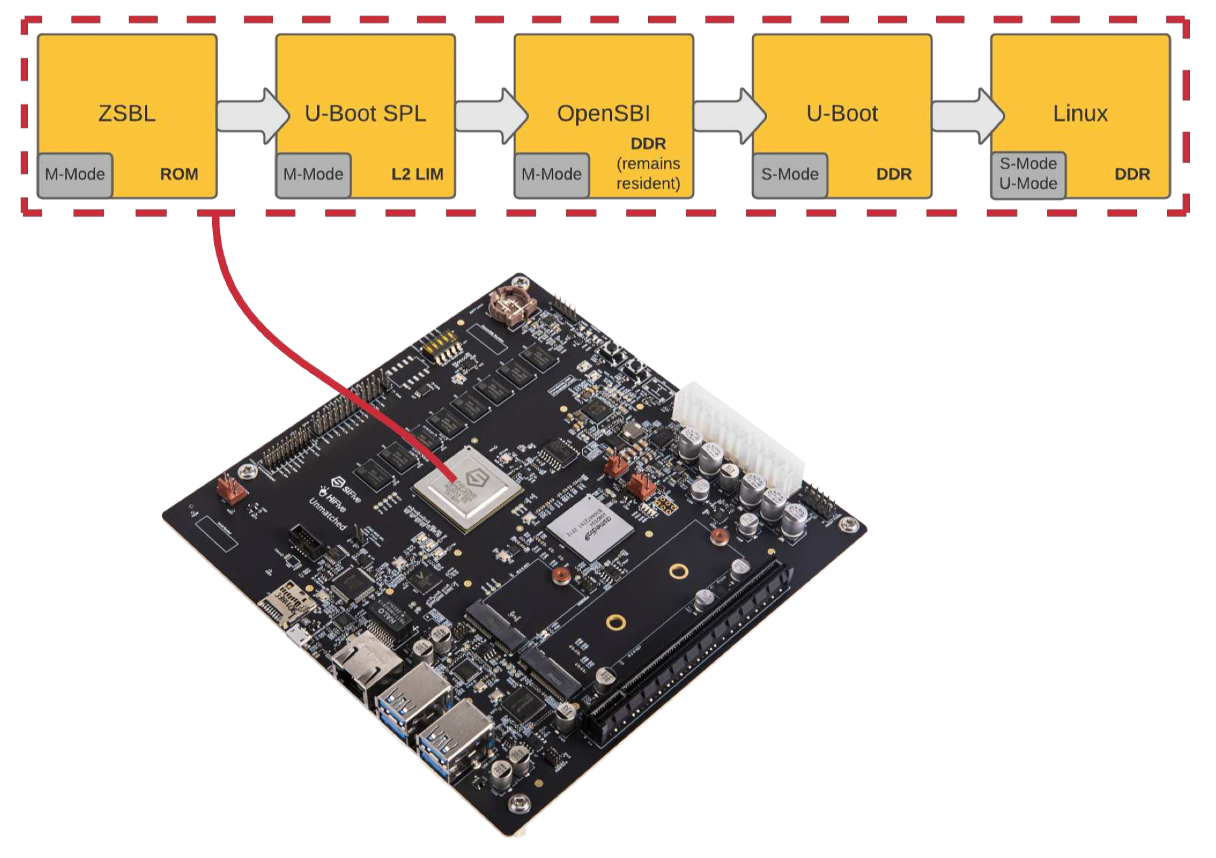 ZSBL
M-Mode
ROM
U-Boot SPL
M-Mode
L2 LIM
OpenSBI
M-Mode
DDR
(remains
resident)
U-Boot
S-Mode
DDR
Linux
S-Mode
U-Mode
DDR
SiFive
HiFive
Unmatched
asmedia